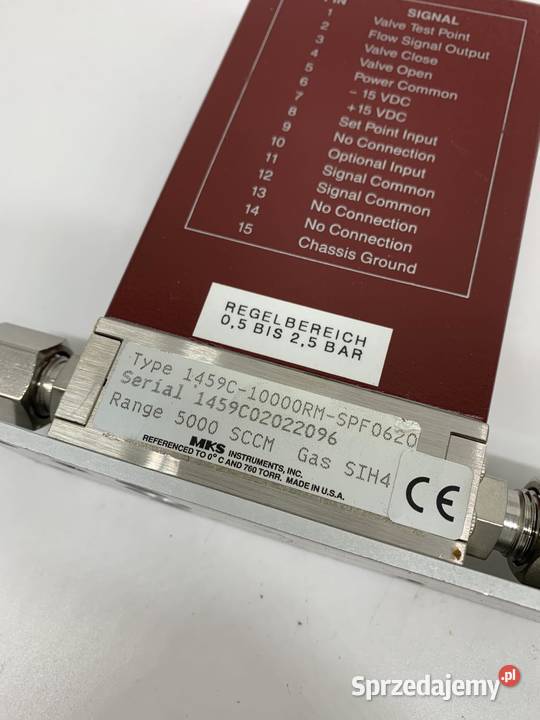 PIN SIGNAL
1 Valve Test Point
2 Flow Signal Output
3 Valve Close
4 Valve Open
5 Power Common
6 − 15 VDC
7 +15 VDC
8 Set Point Input
9 No Connection
10 Optional Input
11 Signal Common
12 Signal Common
13 No Connection
14 No Connection
15 Chassis Ground
REGELBEREICH
0,5 BIS 2,5 BAR
Type 1459C-10000RM-SPF0620
Serial 1459C02022096
Range 5000 SCCM Gas SIH4
MKS INSTRUMENTS, INC.
REFERENCED TO 0° C AND 760 TORR. MADE IN U.S.A.
CE
Sprzedajemy.pl